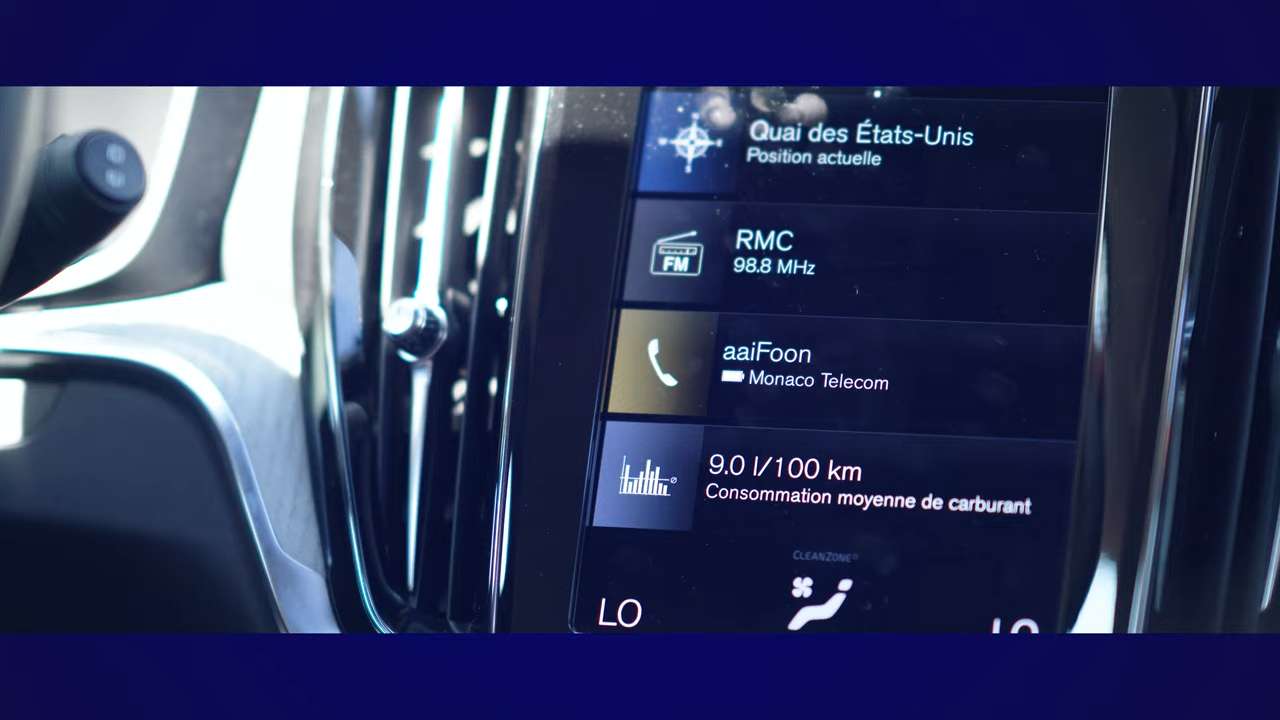 Quai des États-Unis
Position actuelle
FM
RMC
98.8 MHz
aaiFoon
Monaco Telecom
9.0 l/100 km
Consommation moyenne de carburant
CLEANZONE®
LO
LO